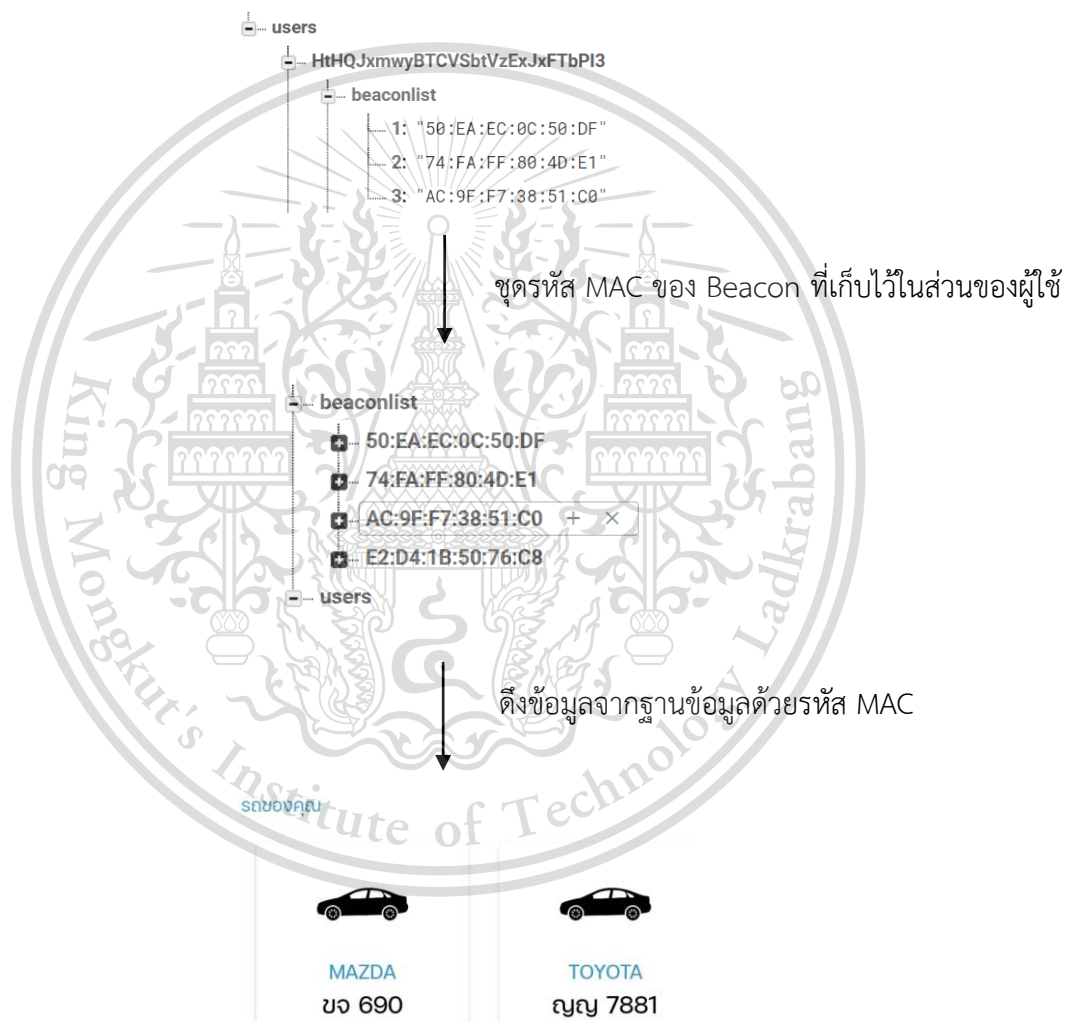 users
HtHQJxmwyBTCVSbtVzExJxFTbPI3
beaconlist
1: "50:EA:EC:0C:50:DF"
2: "74:FA:FF:80:4D:E1"
3: "AC:9F:F7:38:51:C0"
ชุดรหัส MAC ของ Beacon ที่เก็บไว้ในส่วนของผู้ใช้
beaconlist
50:EA:EC:0C:50:DF
74:FA:FF:80:4D:E1
AC:9F:F7:38:51:C0 + ×
E2:D4:1B:50:76:C8
users
ดึงข้อมูลจากฐานข้อมูลด้วยรหัส MAC
King Mongkut's Institute of Technology Ladkrabang
รถของคุณ
MAZDA TOYOTA
ขจ 690 ญญ 7881